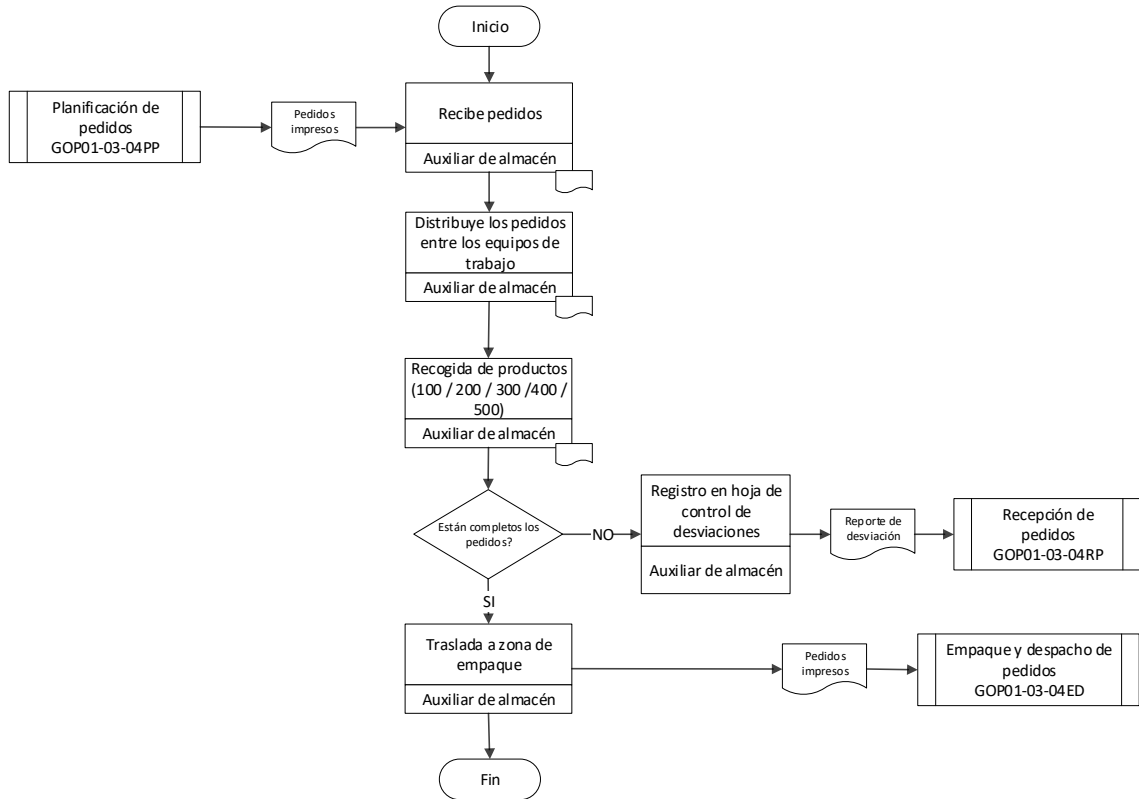 Inicio
Planificación de
pedidos
GOP01-03-04PP
Pedidos
impresos
Recibe pedidos
Auxiliar de almacén
Distribuye los pedidos
entre los equipos de
trabajo
Auxiliar de almacén
Recogida de productos
(100 / 200 / 300 /400 /
500)
Auxiliar de almacén
Están completos los
pedidos?
NO
Registro en hoja de
control de
desviaciones
Auxiliar de almacén
Reporte de
desviación
Recepción de
pedidos
GOP01-03-04RP
SI
Traslada a zona de
empaque
Auxiliar de almacén
Pedidos
impresos
Empaque y despacho de
pedidos
GOP01-03-04ED
Fin